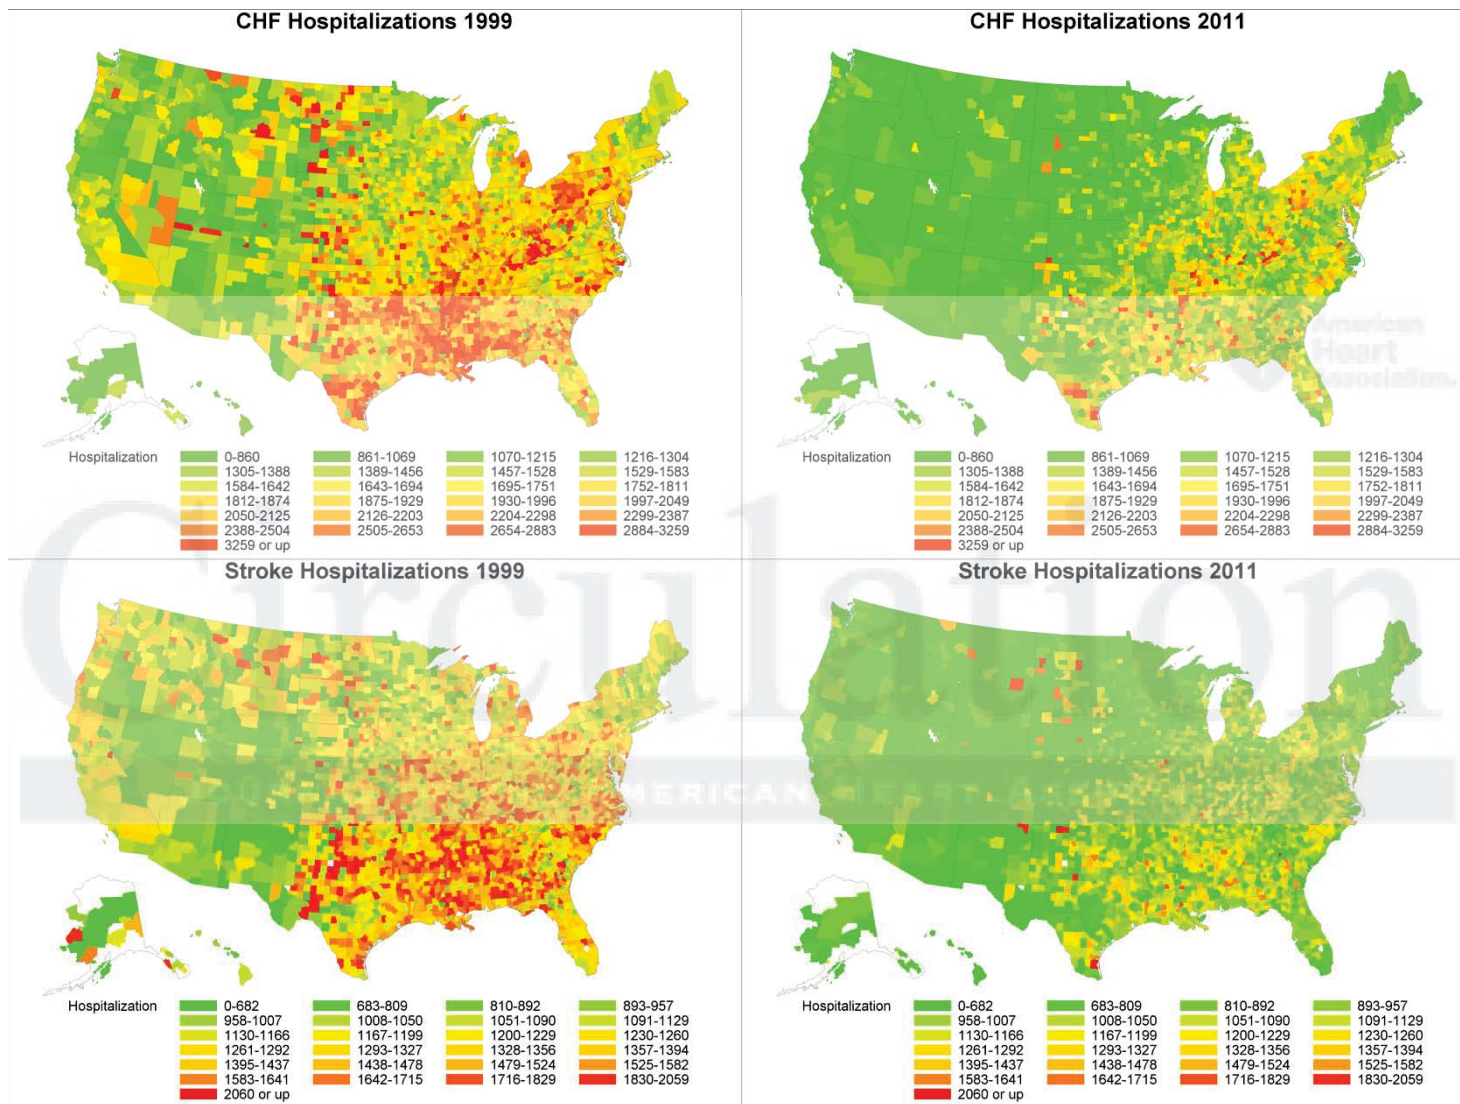 CHF Hospitalizations 1999
CHF Hospitalizations 2011
American
Heart
Association
Hospitalization 0-860 861-1069 1070-1215 1216-1304
1305-1388 1389-1456 1457-1528 1529-1583
1584-1642 1643-1694 1695-1751 1752-1811
1812-1874 1875-1929 1930-1996 1997-2049
2050-2125 2126-2203 2204-2298 2299-2387
2388-2504 2505-2653 2654-2883 2884-3259
3259 or up
Hospitalization 0-860 861-1069 1070-1215 1216-1304
1305-1388 1389-1456 1457-1528 1529-1583
1584-1642 1643-1694 1695-1751 1752-1811
1812-1874 1875-1929 1930-1996 1997-2049
2050-2125 2126-2203 2204-2298 2299-2387
2388-2504 2505-2653 2654-2883 2884-3259
3259 or up
Stroke Hospitalizations 1999
Stroke Hospitalizations 2011
Circulation
AMERICAN HEART
Hospitalization 0-682 683-809 810-892 893-957
958-1007 1008-1050 1051-1090 1091-1129
1130-1166 1167-1199 1200-1229 1230-1260
1261-1292 1293-1327 1328-1356 1357-1394
1395-1437 1438-1478 1479-1524 1525-1582
1583-1641 1642-1715 1716-1829 1830-2059
2060 or up
Hospitalization 0-682 683-809 810-892 893-957
958-1007 1008-1050 1051-1090 1091-1129
1130-1166 1167-1199 1200-1229 1230-1260
1261-1292 1293-1327 1328-1356 1357-1394
1395-1437 1438-1478 1479-1524 1525-1582
1583-1641 1642-1715 1716-1829 1830-2059
2060 or up